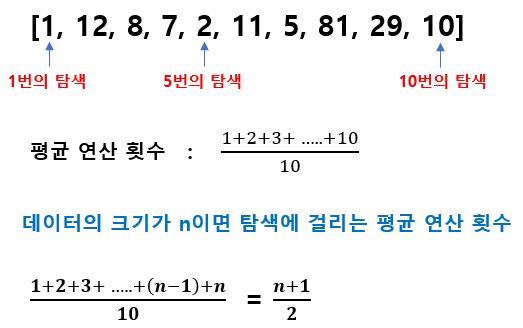 [1, 12, 8, 7, 2, 11, 5, 81, 29, 10]
1번의 탐색 5번의 탐색 10번의 탐색
평균 연산 횟수 : 1+2+3+ .....+10
10
데이터의 크기가 n이면 탐색에 걸리는 평균 연산 횟수
1+2+3+ .....+(n−1)+n
10
= n+1
2